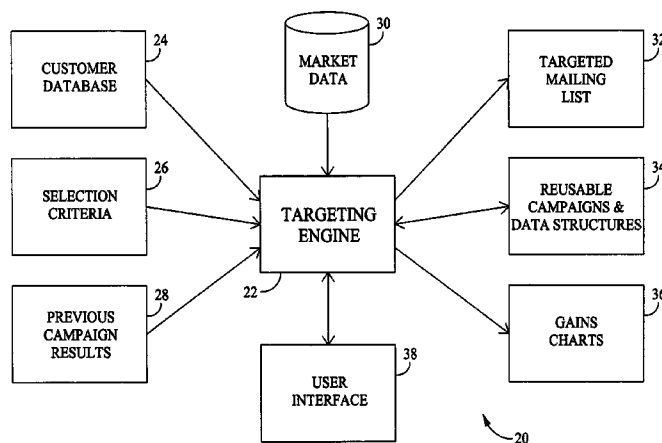 24
CUSTOMER
DATABASE
30
MARKET
DATA
32
TARGETED
MAILING
LIST
26
SELECTION
CRITERIA
TARGETING
ENGINE
22
34
REUSABLE
CAMPAIGNS &
DATA STRUCTURES
28
PREVIOUS
CAMPAIGN
RESULTS
38
USER
INTERFACE
36
GAINS
CHARTS
20